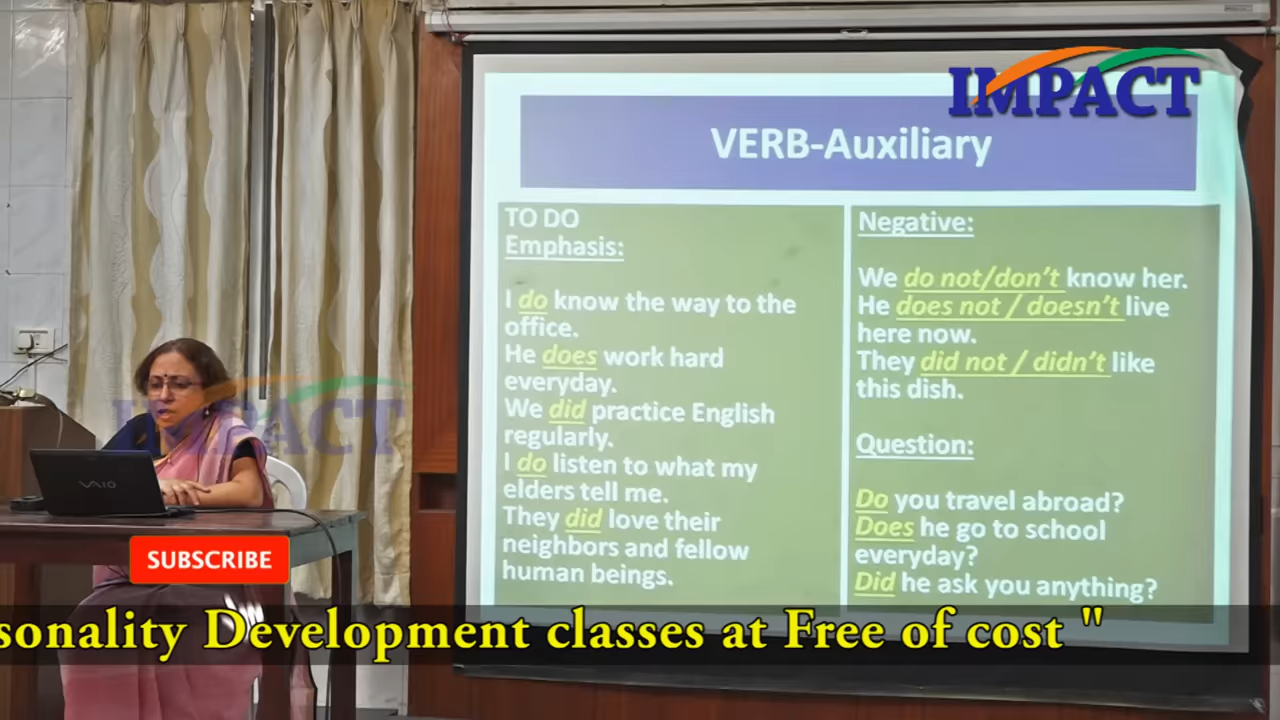 IMPACT
VERB-Auxiliary
TO DO
Emphasis:
I do know the way to the
office.
He does work hard
everyday.
We did practice English
regularly.
I do listen to what my
elders tell me.
They did love their
neighbors and fellow
human beings.
Negative:
We do not/don't know her.
He does not / doesn't live
here now.
They did not / didn't like
this dish.
Question:
Do you travel abroad?
Does he go to school
everyday?
Did he ask you anything?
IMPACT
VAIO
SUBSCRIBE
sonality Development classes at Free of cost "